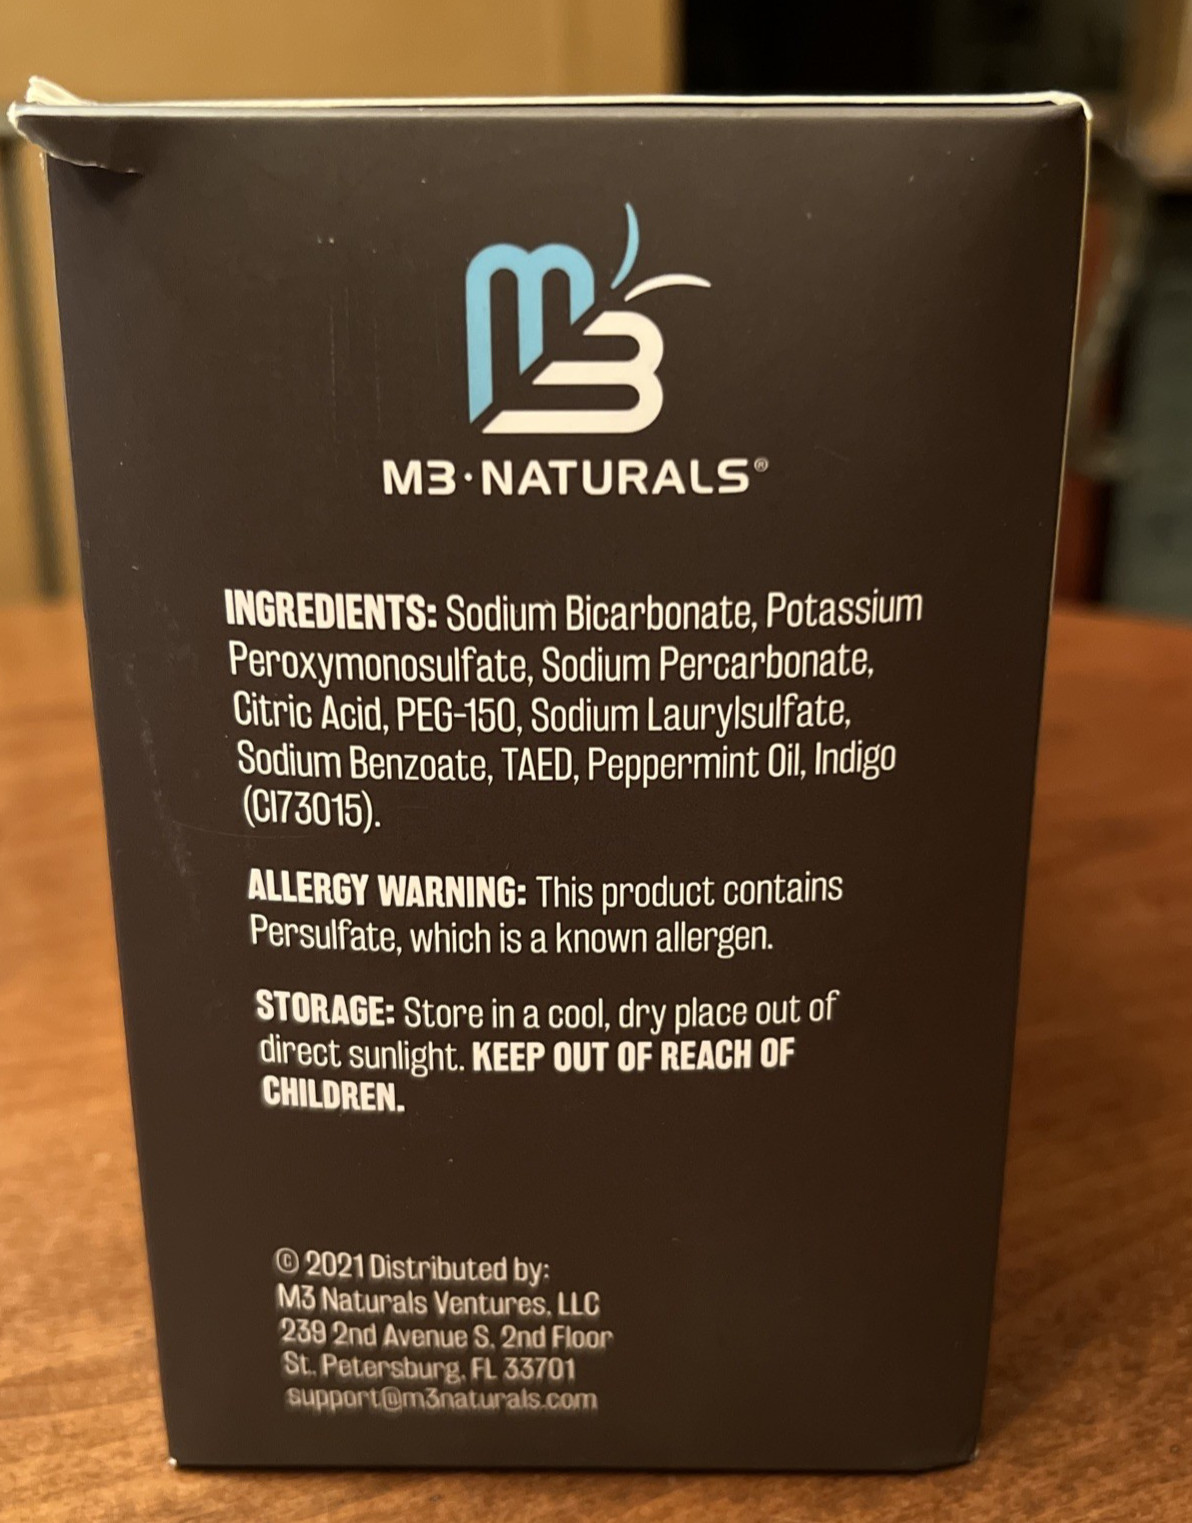 M3
M3·NATURALS®
INGREDIENTS: Sodium Bicarbonate, Potassium
Peroxymonosulfate, Sodium Percarbonate,
Citric Acid, PEG-150, Sodium Laurylsulfate,
Sodium Benzoate, TAED, Peppermint Oil, Indigo
(CI73015).
ALLERGY WARNING: This product contains
Persulfate, which is a known allergen.
STORAGE: Store in a cool, dry place out of
direct sunlight. KEEP OUT OF REACH OF
CHILDREN.
© 2021 Distributed by:
M3 Naturals Ventures, LLC
239 2nd Avenue S, 2nd Floor
St. Petersburg, FL 33701
support@m3naturals.com